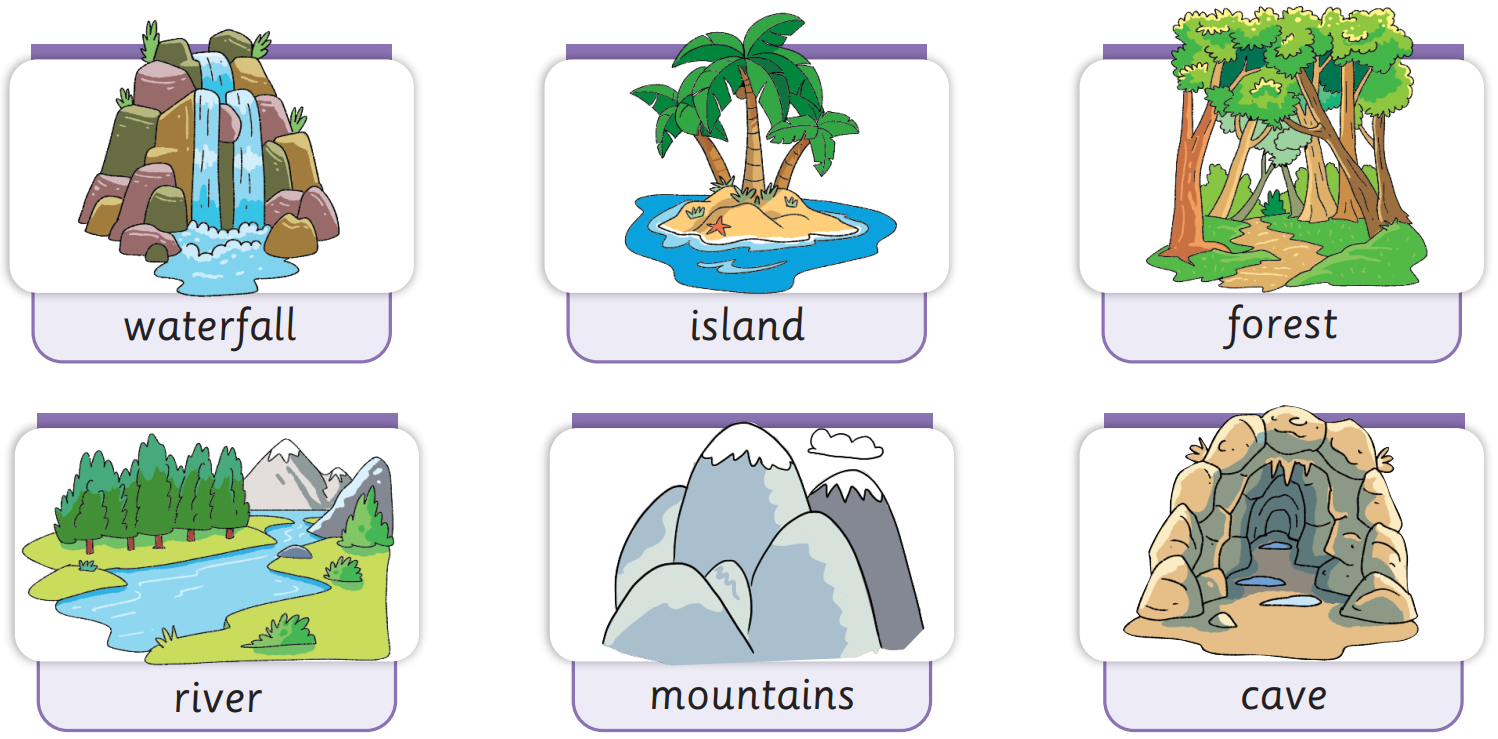 waterfall
island
forest
river
mountains
cave